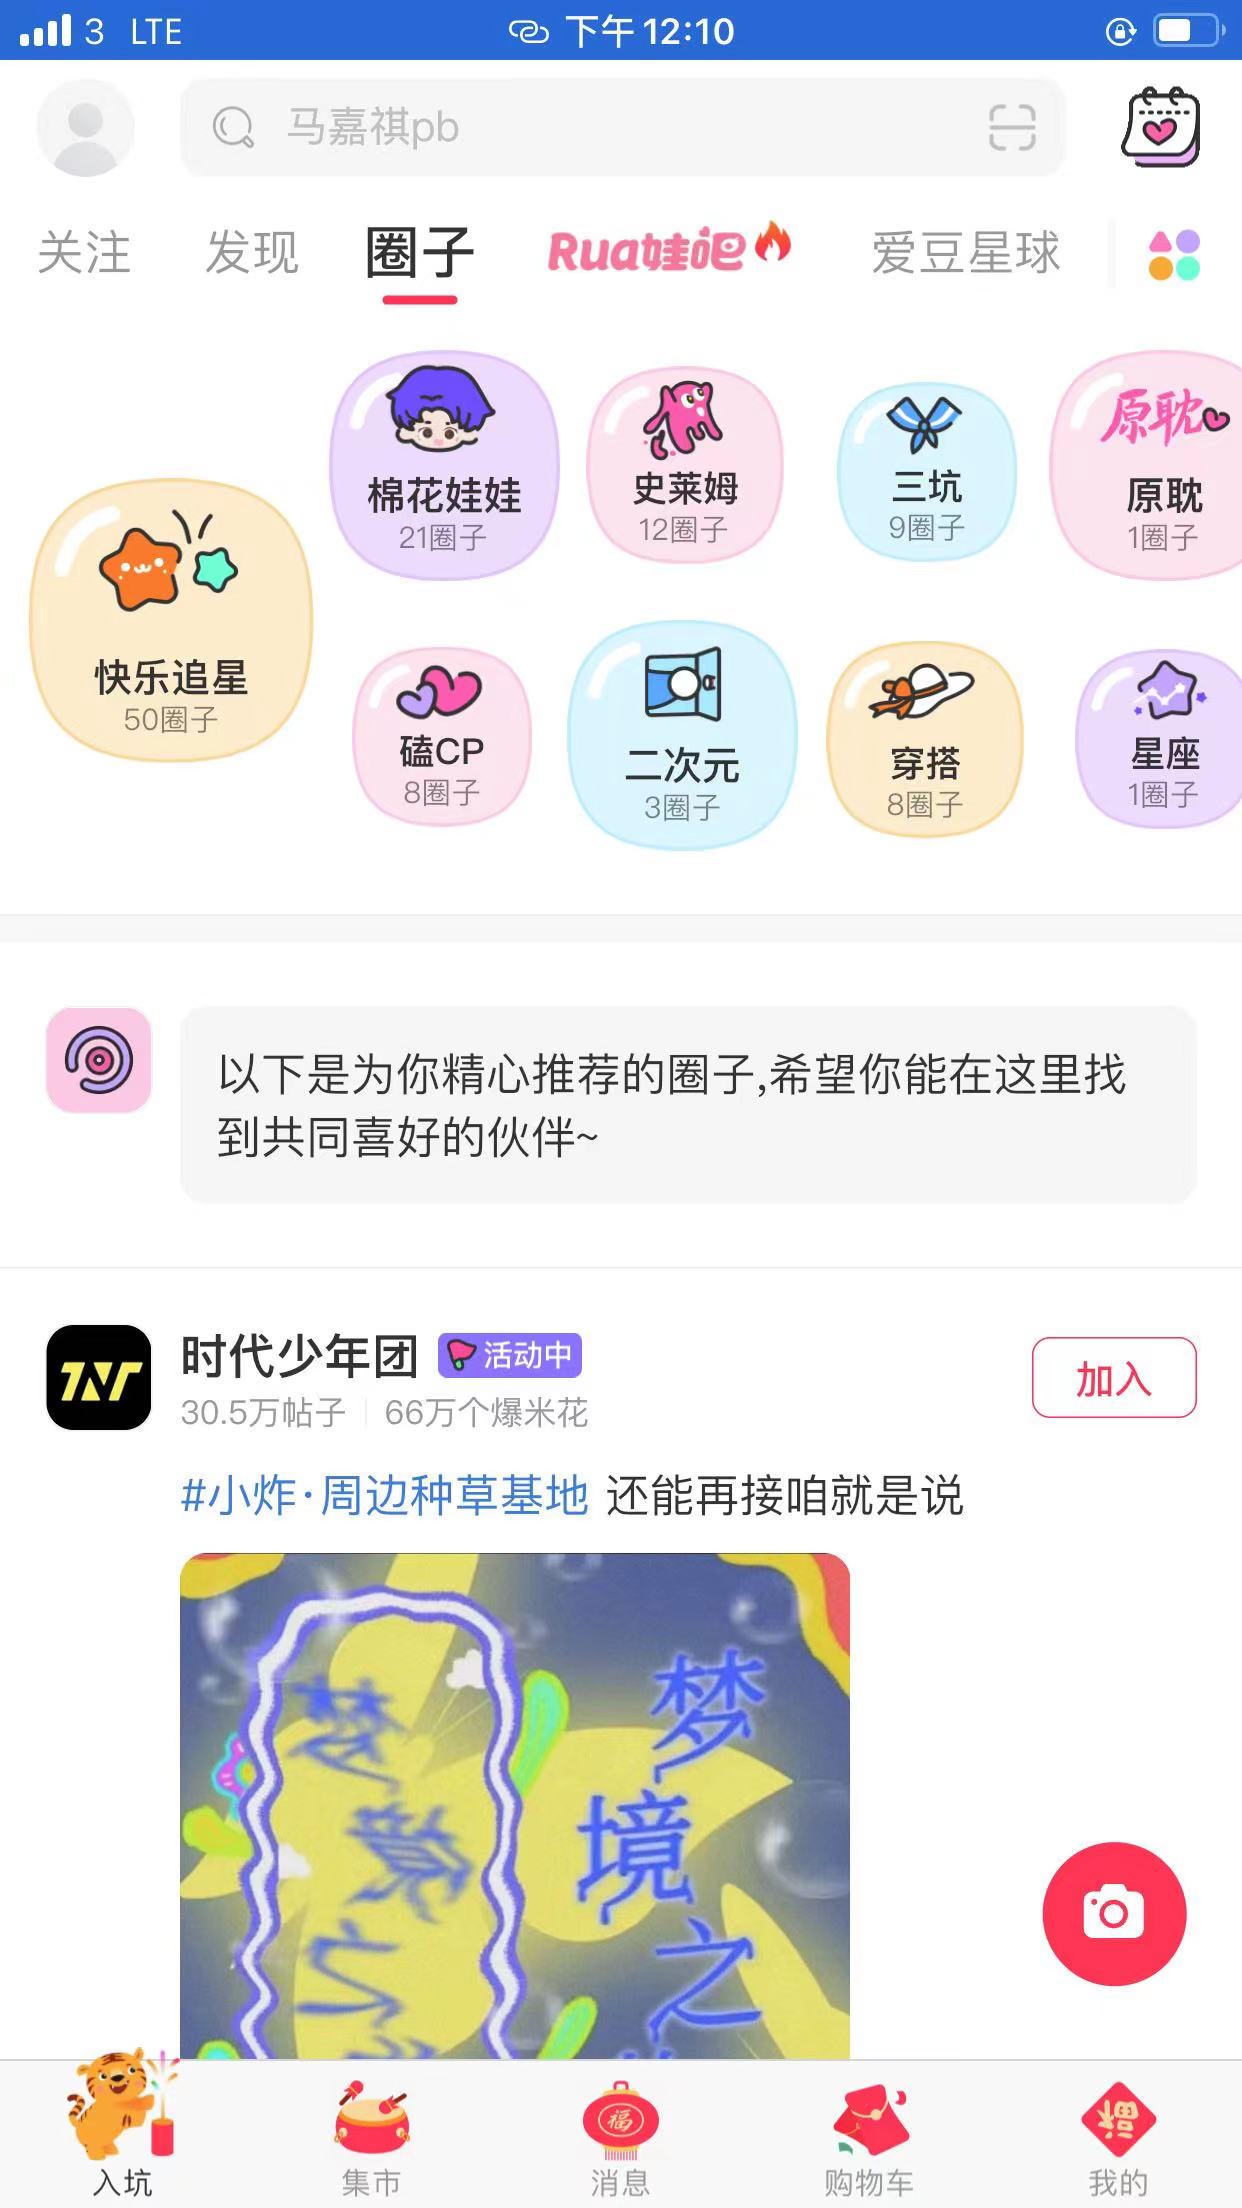 3 LTE 下午12:10
马嘉祺pb
关注 发现 圈子 Rua娃吧 爱豆星球
快乐追星
50圈子
棉花娃娃
21圈子
史莱姆
12圈子
三坑
9圈子
原耽
原耽
1圈子
磕CP
8圈子
二次元
3圈子
穿搭
8圈子
星座
1圈子
以下是为你精心推荐的圈子,希望你能在这里找
到共同喜好的伙伴~
TNT
时代少年团 活动中
30.5万帖子 66万个爆米花
加入
#小炸·周边种草基地 还能再接咱就是说
梦
境
之
梦
境
之
福
福
入坑 集市 消息 购物车 我的